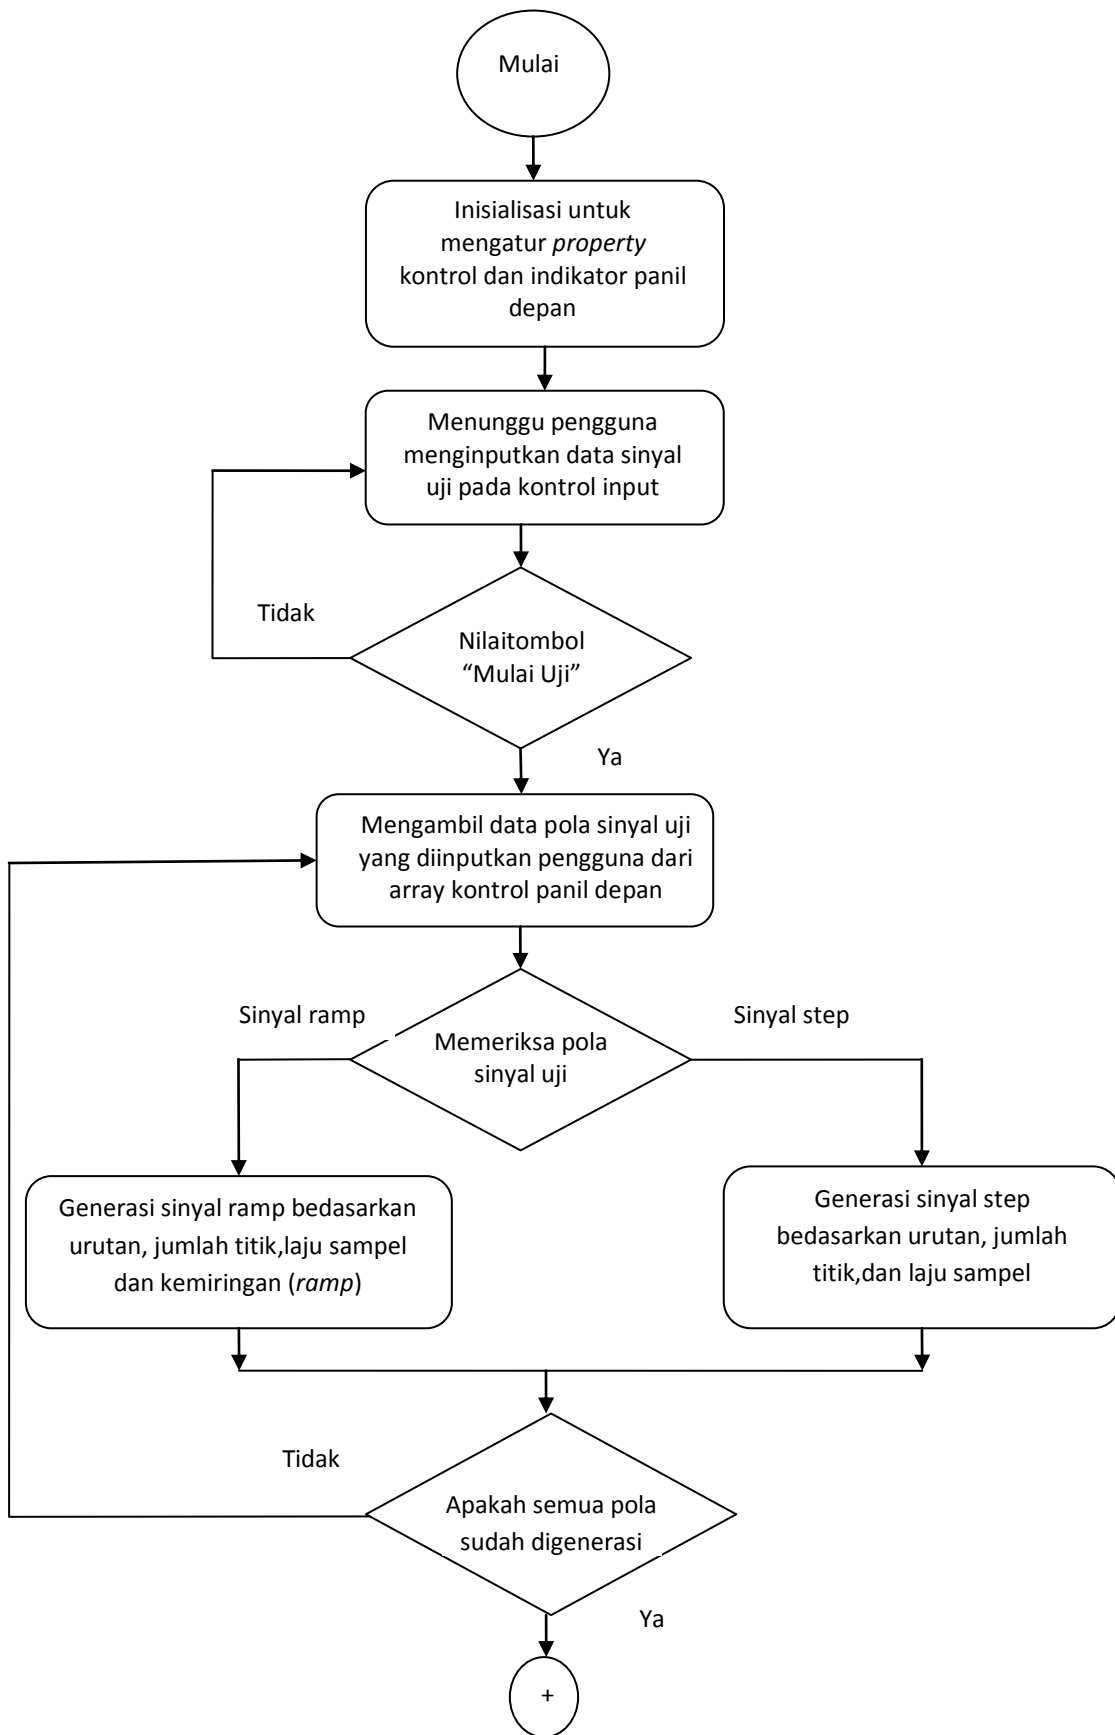 Mulai
Inisialisasi untuk
mengatur property
kontrol dan indikator panil
depan
Menunggu pengguna
menginputkan data sinyal
uji pada kontrol input
Tidak
Nilaitombol
“Mulai Uji”
Ya
Mengambil data pola sinyal uji
yang diinputkan pengguna dari
array kontrol panil depan
Sinyal ramp
Sinyal step
Memeriksa pola
sinyal uji
Generasi sinyal ramp bedasarkan
urutan, jumlah titik,laju sampel
dan kemiringan (ramp)
Generasi sinyal step
bedasarkan urutan, jumlah
titik,dan laju sampel
Tidak
Apakah semua pola
sudah digenerasi
Ya
+